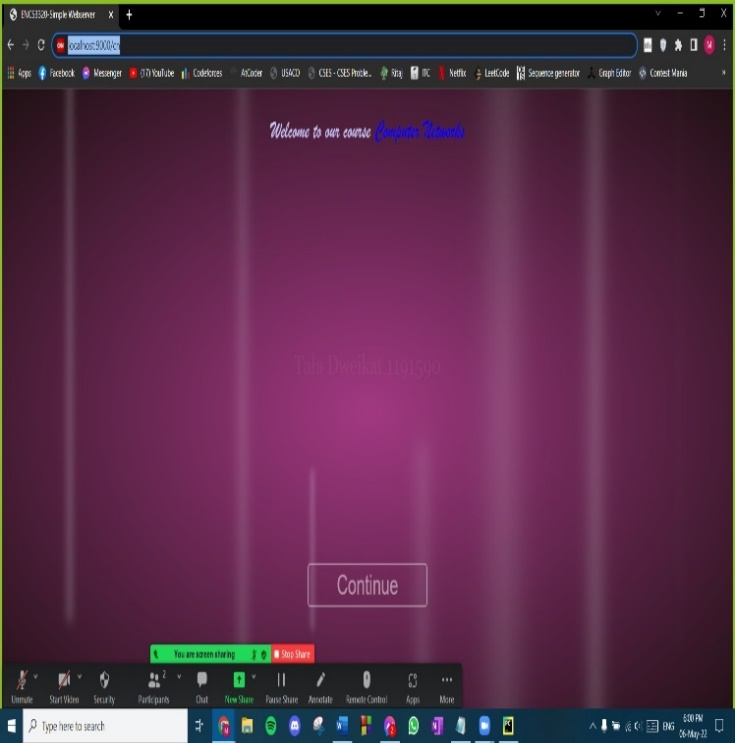 ENCS3320-Simple Webserver
localhost:9000/cn
Apps Facebook Messenger (17) YouTube Codeforces AtCoder USACO CSES - CSES Proble... Ritaj ITC Netflix LeetCode Sequence generator Graph Editor Contest Mania »
Welcome to our course Computer Networks
Tala Dweikat 1191590
Continue
You are screen sharing Stop Share
2
Unmute Start Video Security Participants Chat New Share Pause Share Annotate Remote Control Apps More
Type here to search
ENG
6:00 PM
06-May-22